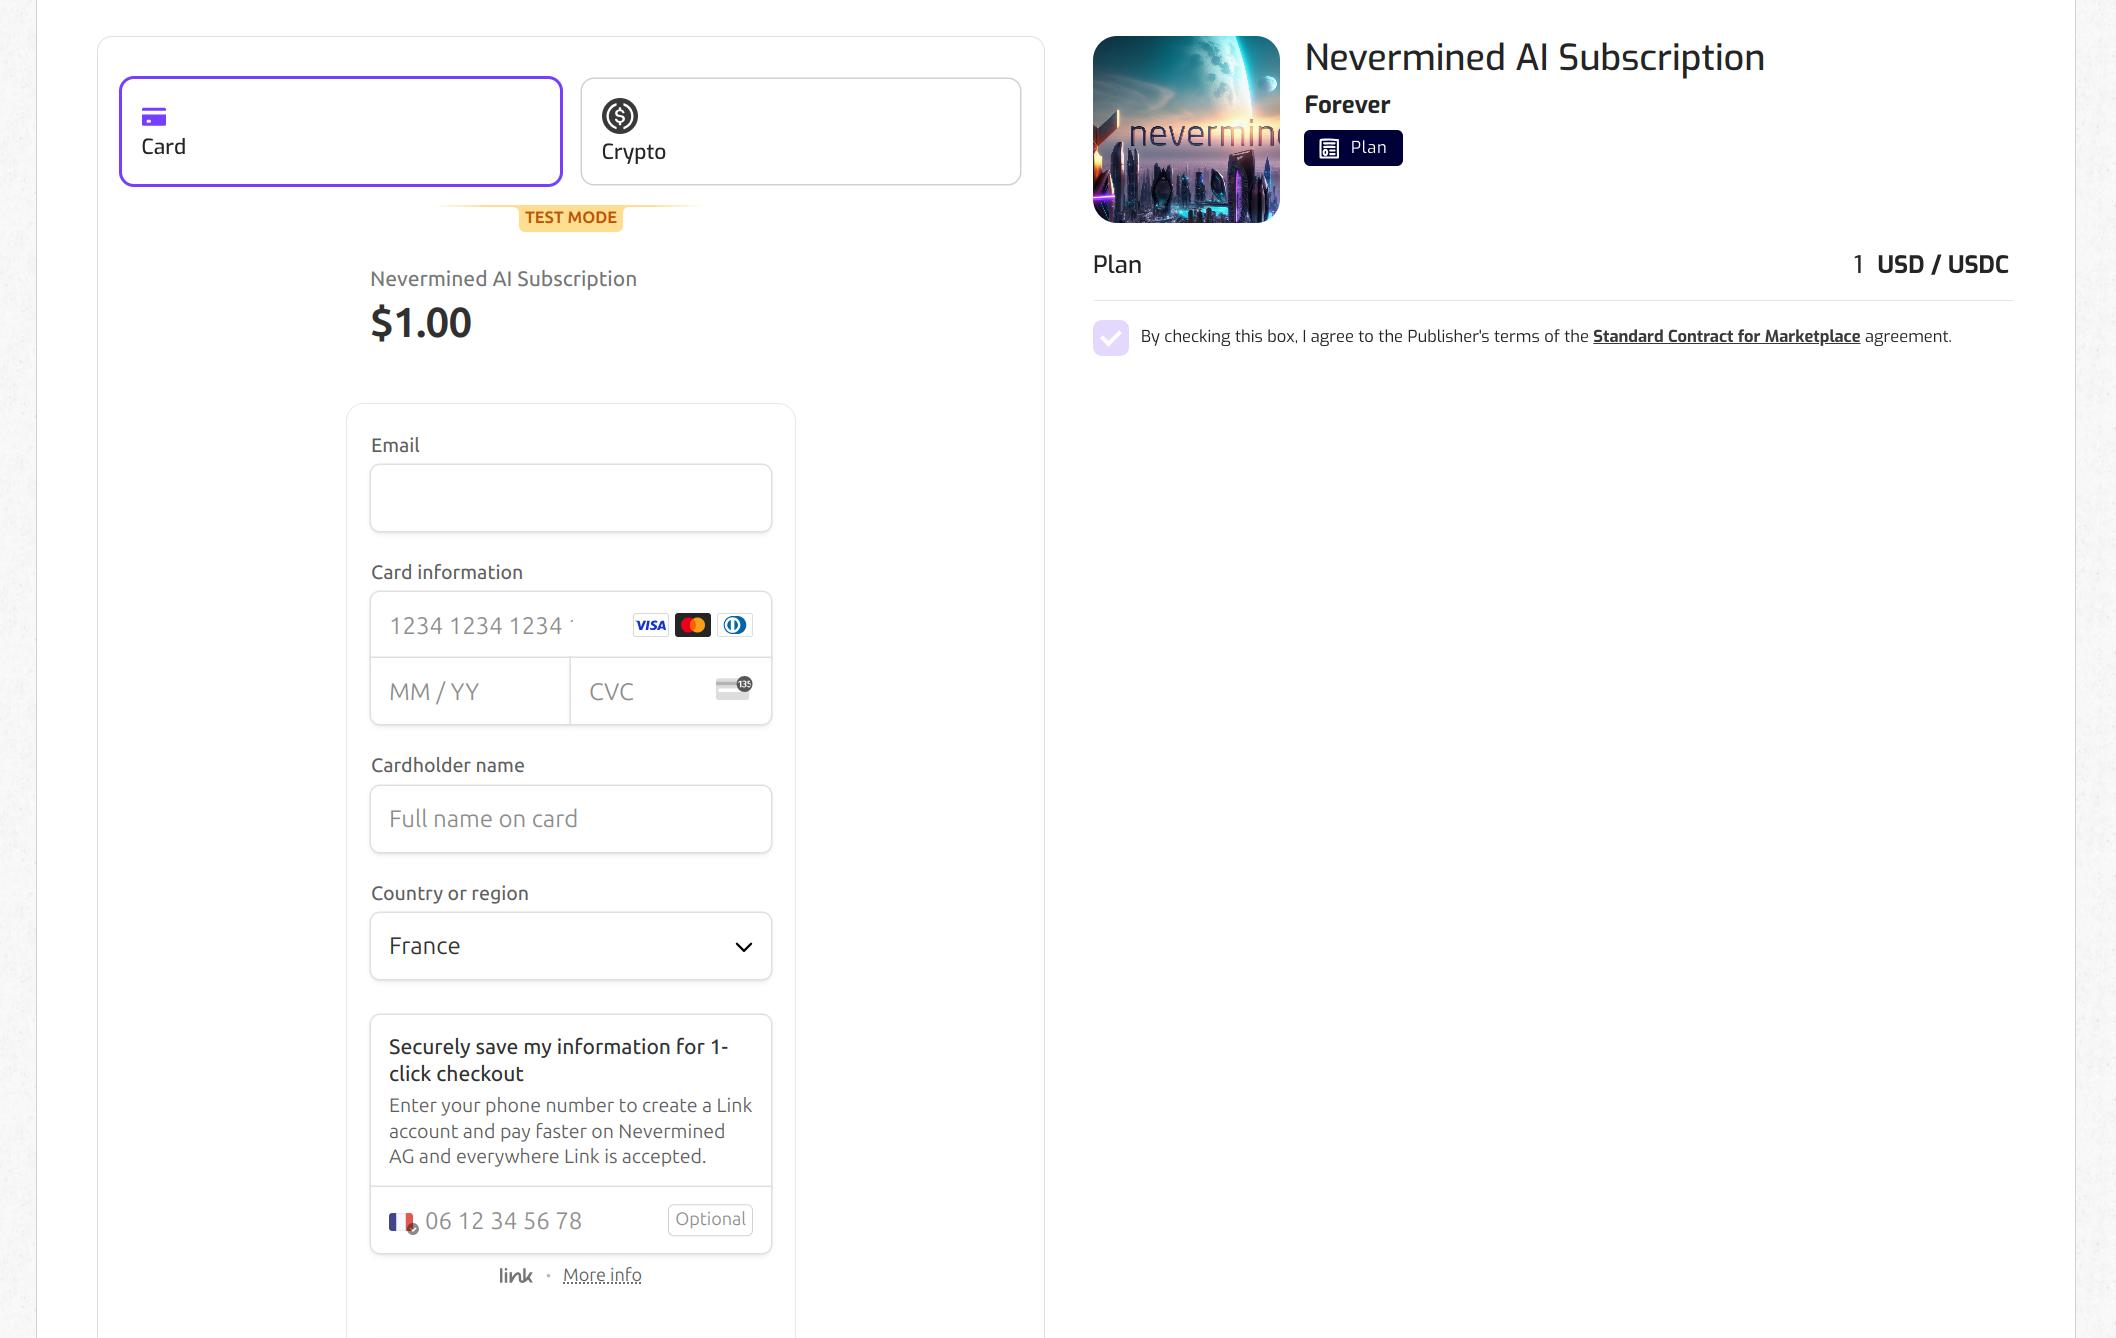 Card
Crypto
TEST MODE
Nevermined AI Subscription
$1.00
Email
Card information
1234 1234 1234
VISA
MM / YY
CVC
135
Cardholder name
Full name on card
Country or region
France
Securely save my information for 1-
click checkout
Enter your phone number to create a Link
account and pay faster on Nevermined
AG and everywhere Link is accepted.
06 12 34 56 78
Optional
link · More info
nevermin
Nevermined AI Subscription
Forever
Plan
Plan
1 USD / USDC
By checking this box, I agree to the Publisher's terms of the Standard Contract for Marketplace agreement.